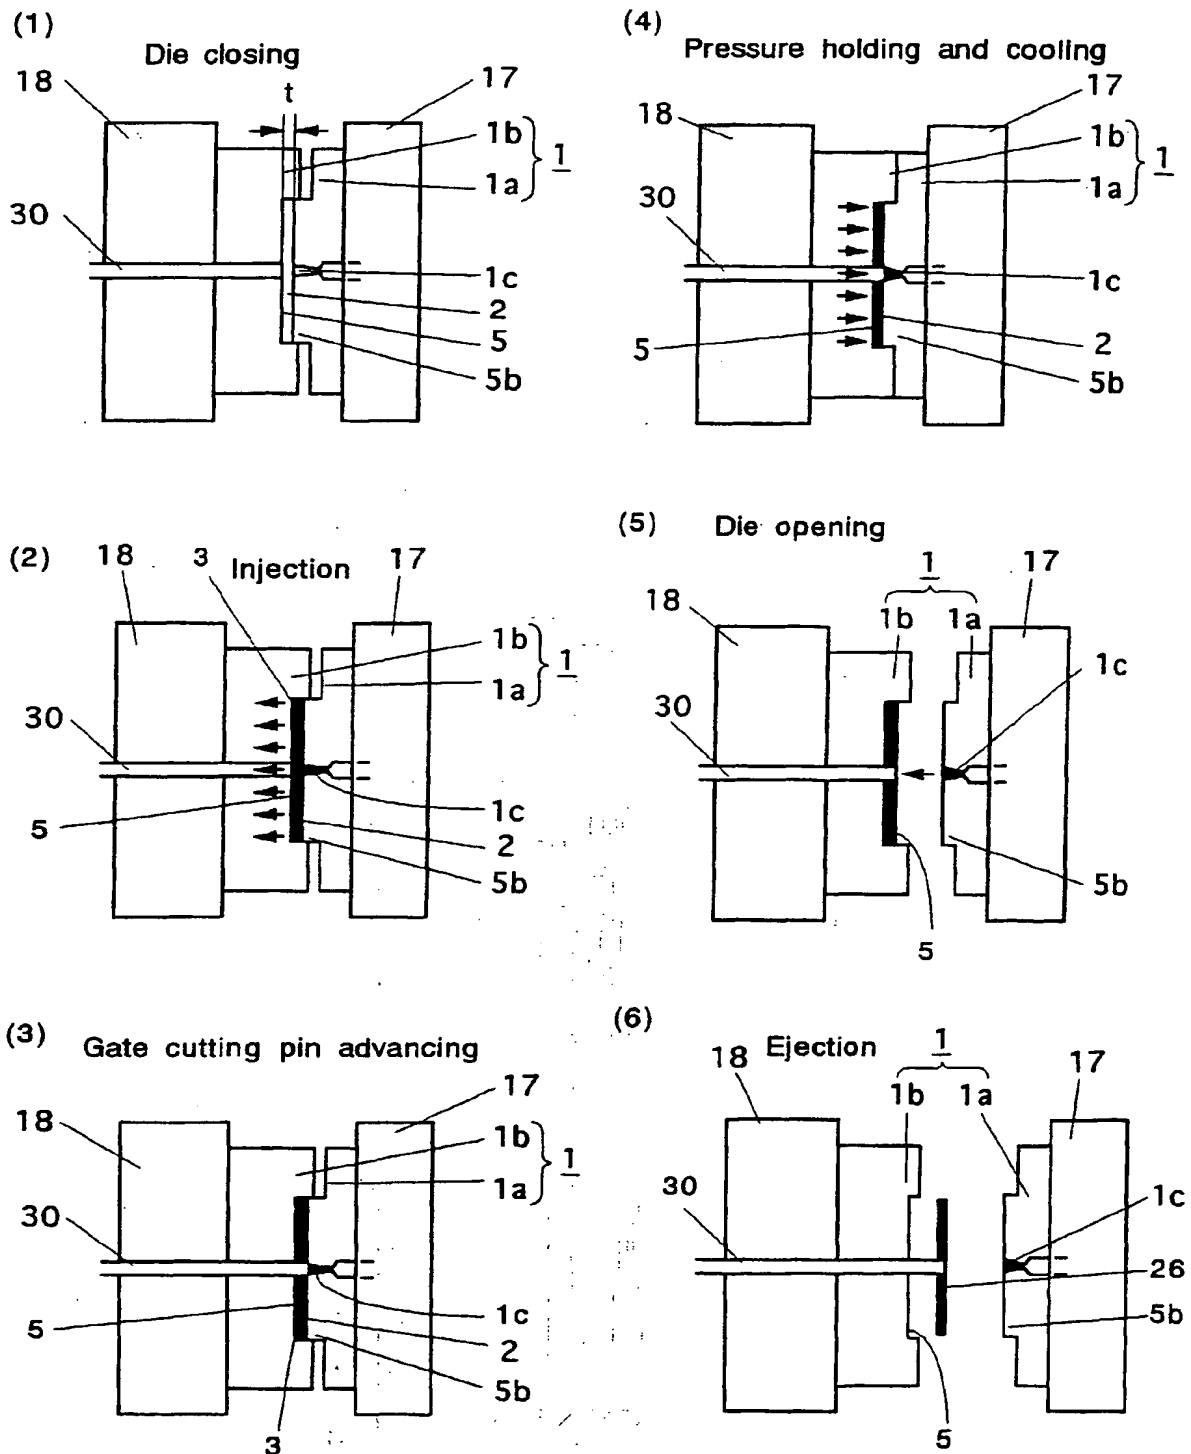 (1)
Die closing
18
t
17
1b
1
1a
30
1c
2
5
5b
(2)
18
3
Injection
17
1b
1
1a
30
1c
5
2
5b
(3)
Gate cutting pin advancing
17
18
1b
1
1a
30
1c
5
2
5b
3
(4)
Pressure holding and cooling
17
18
1b
1
1a
30
1c
5
2
5b
(5)
Die opening
1
17
18
1b
1a
1c
30
5b
5
(6)
Ejection
1
17
18
1b
1a
30
1c
26
5b
5